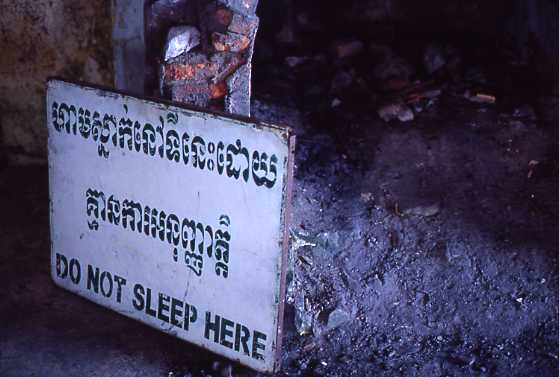 ហាមស្នាក់នៅទីនេះដោយ
គ្មានការអនុញ្ញាត្តិ
DO NOT SLEEP HERE